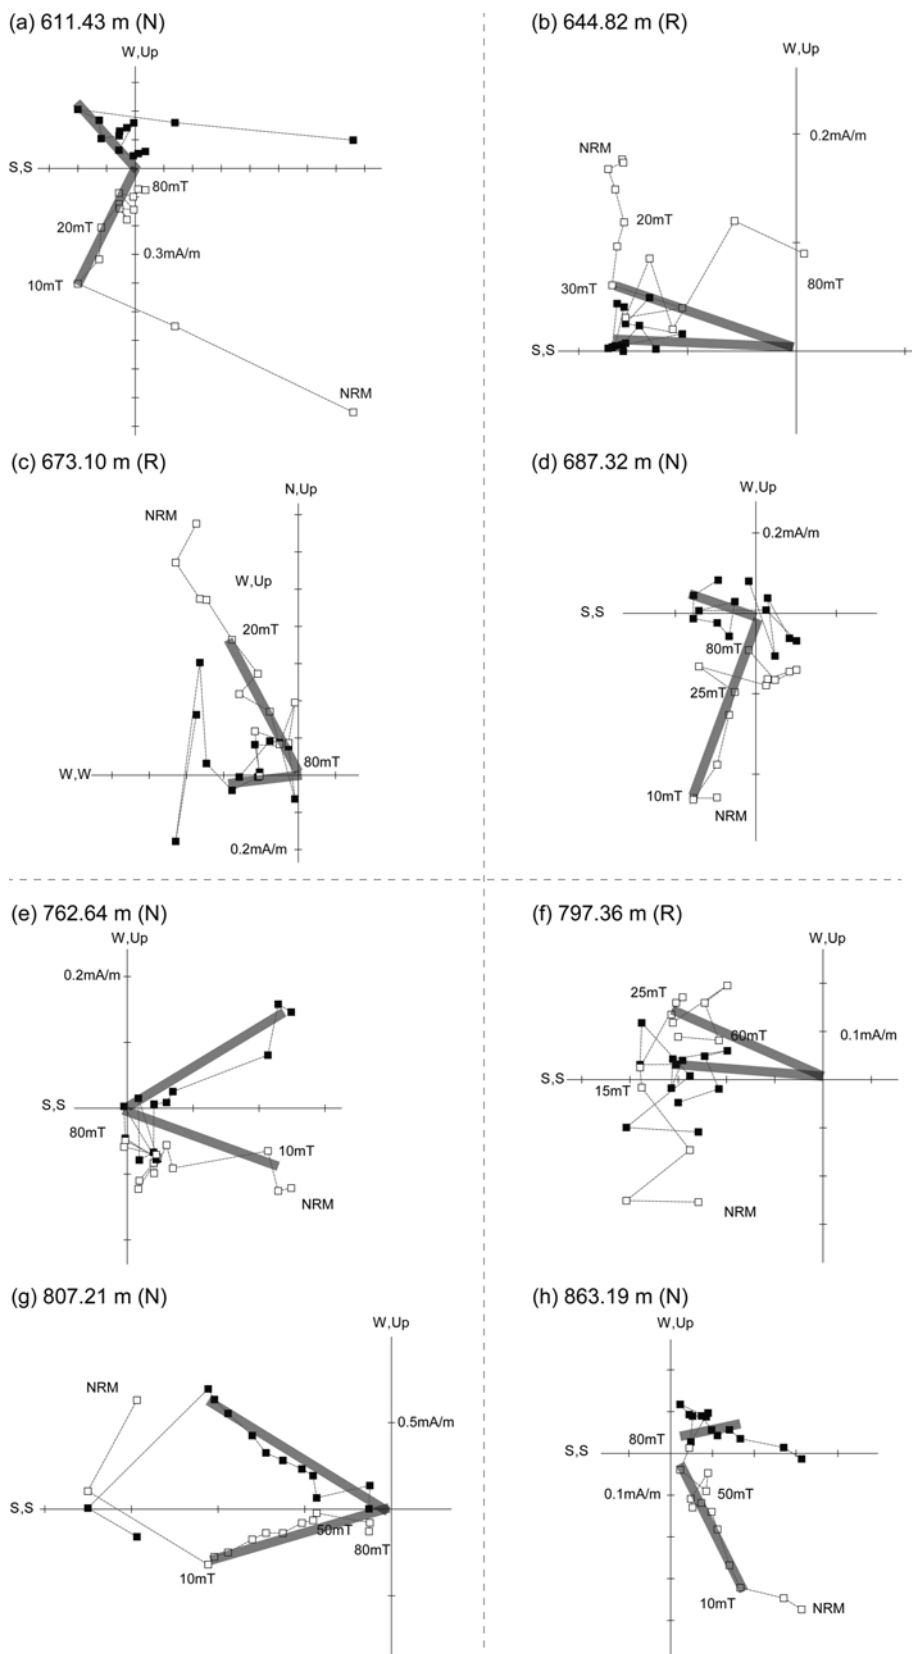 (a) 611.43 m (N)
W,Up
S,S
80mT
20mT
0.3mA/m
10mT
NRM
(b) 644.82 m (R)
W,Up
0.2mA/m
NRM
20mT
30mT
80mT
S,S
(c) 673.10 m (R)
N,Up
NRM
W,Up
20mT
80mT
W,W
0.2mA/m
(d) 687.32 m (N)
W,Up
0.2mA/m
S,S
80mT
25mT
10mT
NRM
(e) 762.64 m (N)
W,Up
0.2mA/m
S,S
80mT
10mT
NRM
(f) 797.36 m (R)
W,Up
25mT
60mT
0.1mA/m
S,S
15mT
NRM
(g) 807.21 m (N)
W,Up
NRM
0.5mA/m
S,S
50mT
80mT
10mT
(h) 863.19 m (N)
W,Up
80mT
S,S
0.1mA/m
50mT
10mT
NRM